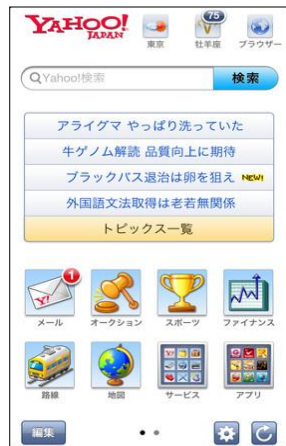 YAHOO!
JAPAN
75
東京 牡羊座 ブラウザー
Yahoo!検索 検索
アライグマ やっぱり洗っていた
牛ゲノム解読 品質向上に期待
ブラックバス退治は卵を狙え NEW!
外国語文法取得は老若無関係
トピックス一覧
1
Y!
メール オークション スポーツ ファイナンス
路線 地図 サービス アプリ
編集